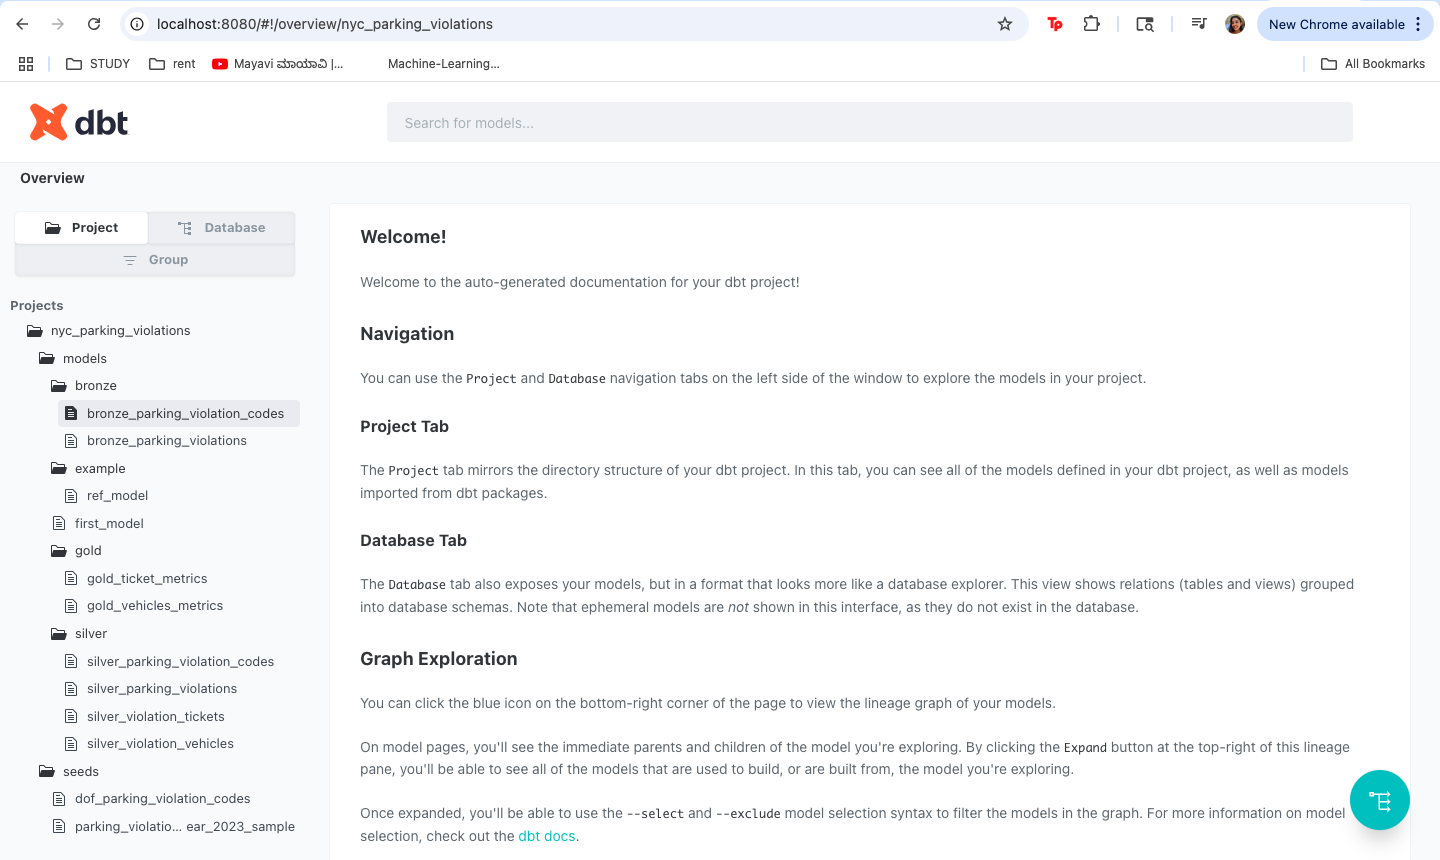 localhost:8080/#!/overview/nyc_parking_violations
Tp
New Chrome available
STUDY
rent
Mayavi ಮಾಯಾವಿ |...
Machine-Learning...
All Bookmarks
dbt
Search for models...
Overview
Project
Database
Group
Projects
nyc_parking_violations
models
bronze
bronze_parking_violation_codes
bronze_parking_violations
example
ref_model
first_model
gold
gold_ticket_metrics
gold_vehicles_metrics
silver
silver_parking_violation_codes
silver_parking_violations
silver_violation_tickets
silver_violation_vehicles
seeds
dof_parking_violation_codes
parking_violatio... ear_2023_sample
Welcome!
Welcome to the auto-generated documentation for your dbt project!
Navigation
You can use the Project and Database navigation tabs on the left side of the window to explore the models in your project.
Project Tab
The Project tab mirrors the directory structure of your dbt project. In this tab, you can see all of the models defined in your dbt project, as well as models
imported from dbt packages.
Database Tab
The Database tab also exposes your models, but in a format that looks more like a database explorer. This view shows relations (tables and views) grouped
into database schemas. Note that ephemeral models are not shown in this interface, as they do not exist in the database.
Graph Exploration
You can click the blue icon on the bottom-right corner of the page to view the lineage graph of your models.
On model pages, you'll see the immediate parents and children of the model you're exploring. By clicking the Expand button at the top-right of this lineage
pane, you'll be able to see all of the models that are used to build, or are built from, the model you're exploring.
Once expanded, you'll be able to use the --select and --exclude model selection syntax to filter the models in the graph. For more information on model
selection, check out the dbt docs.